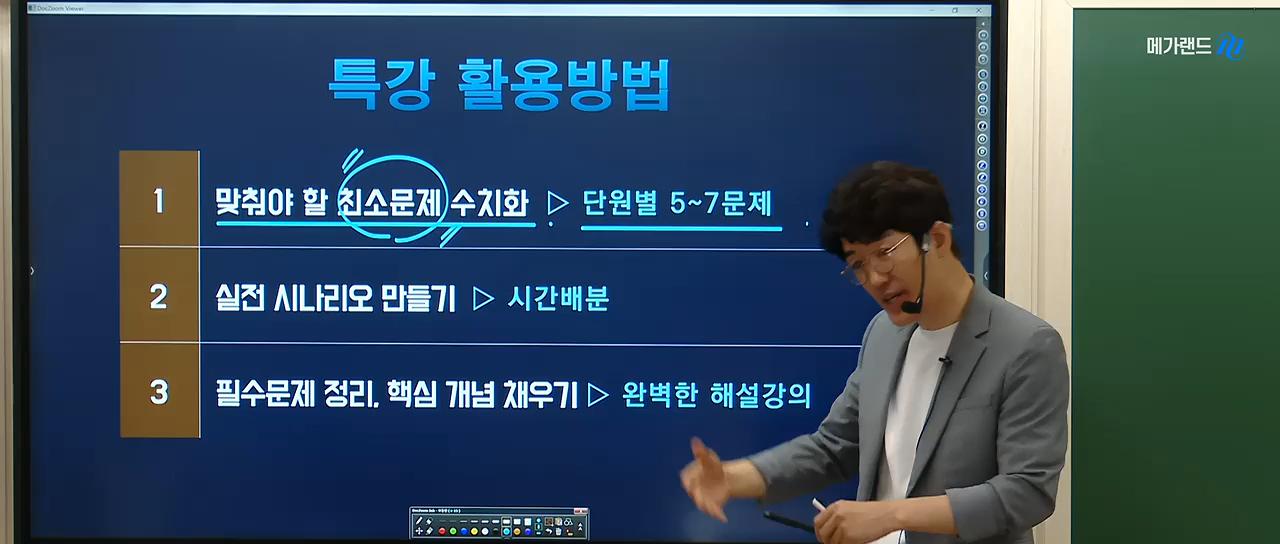 DocZoom Viewer
메가랜드
특강 활용방법
1 맞춰야 할 최소문제 수치화 ▷ 단원별 5~7문제
2 실전 시나리오 만들기 ▷ 시간배분
3 필수문제 정리, 핵심 개념 채우기 ▷ 완벽한 해설강의